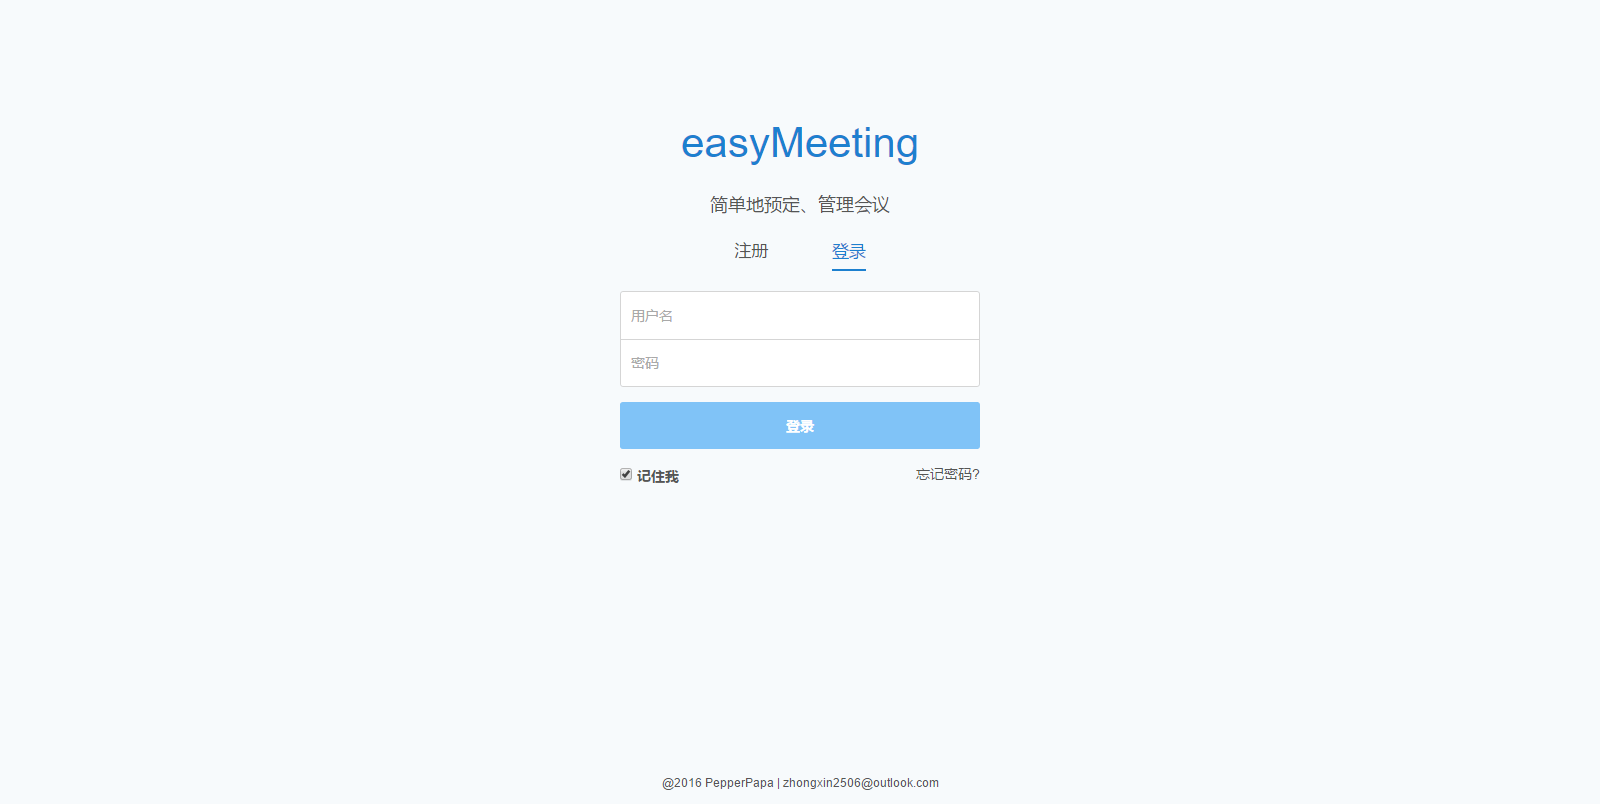 easyMeeting
简单地预定、管理会议
注册 登录
用户名
密码
登录
记住我 忘记密码?
@2016 PepperPapa | zhongxin2506@outlook.com